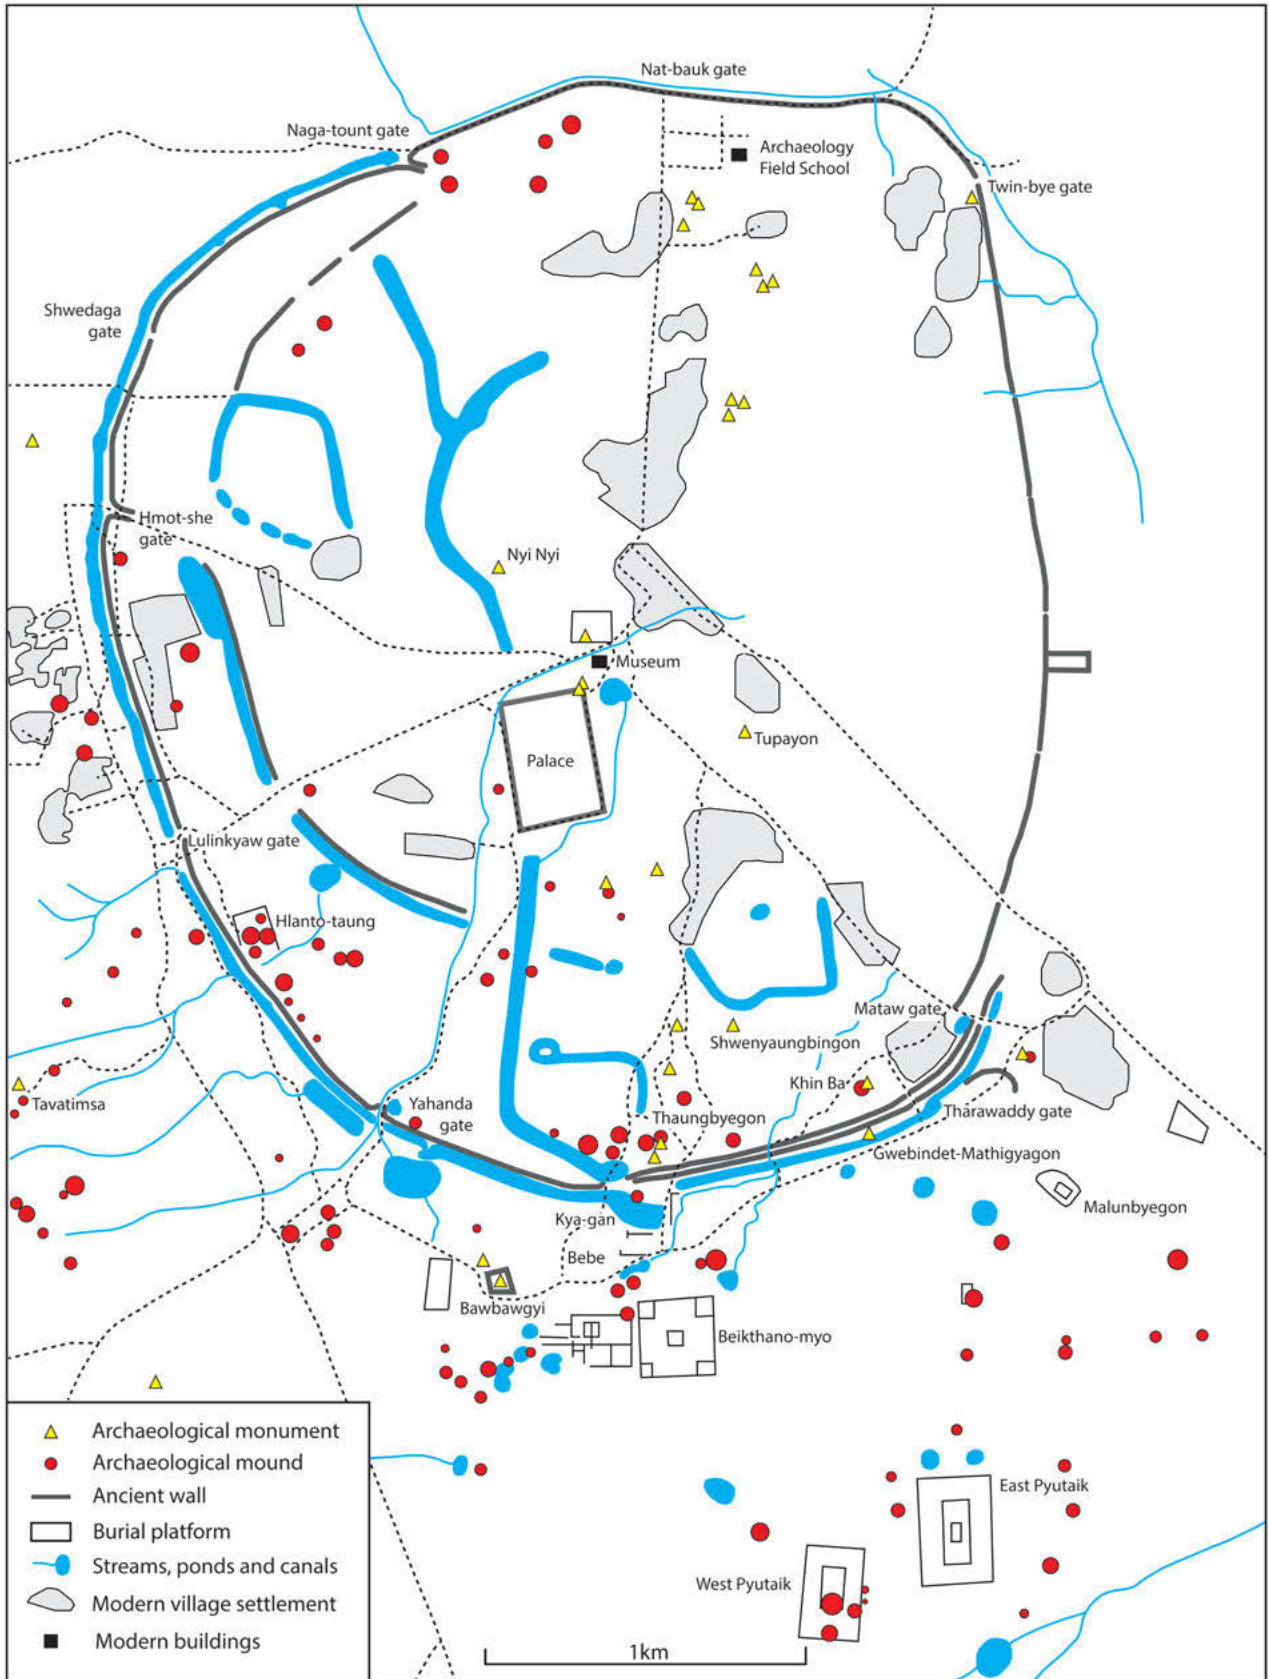 Nat-bauk gate
Naga-tount gate
Archaeology
Field School
Twin-bye gate
Shwedaga
gate
Hmot-she
gate
Nyi Nyi
Museum
Tupayon
Palace
Lulinkyaw gate
Hlanto-taung
Mataw gate
Shwenyaungbingon
Khin Ba
Tavatimsa
Yahanda
gate
Thaungbyegon
Tharawaddy gate
Gwebindet-Mathigyagon
Malunbyegon
Kya-gan
Bebe
Bawbawgyi
Beikthano-myo
East Pyutaik
West Pyutaik
Archaeological monument
Archaeological mound
Ancient wall
Burial platform
Streams, ponds and canals
Modern village settlement
Modern buildings
1km